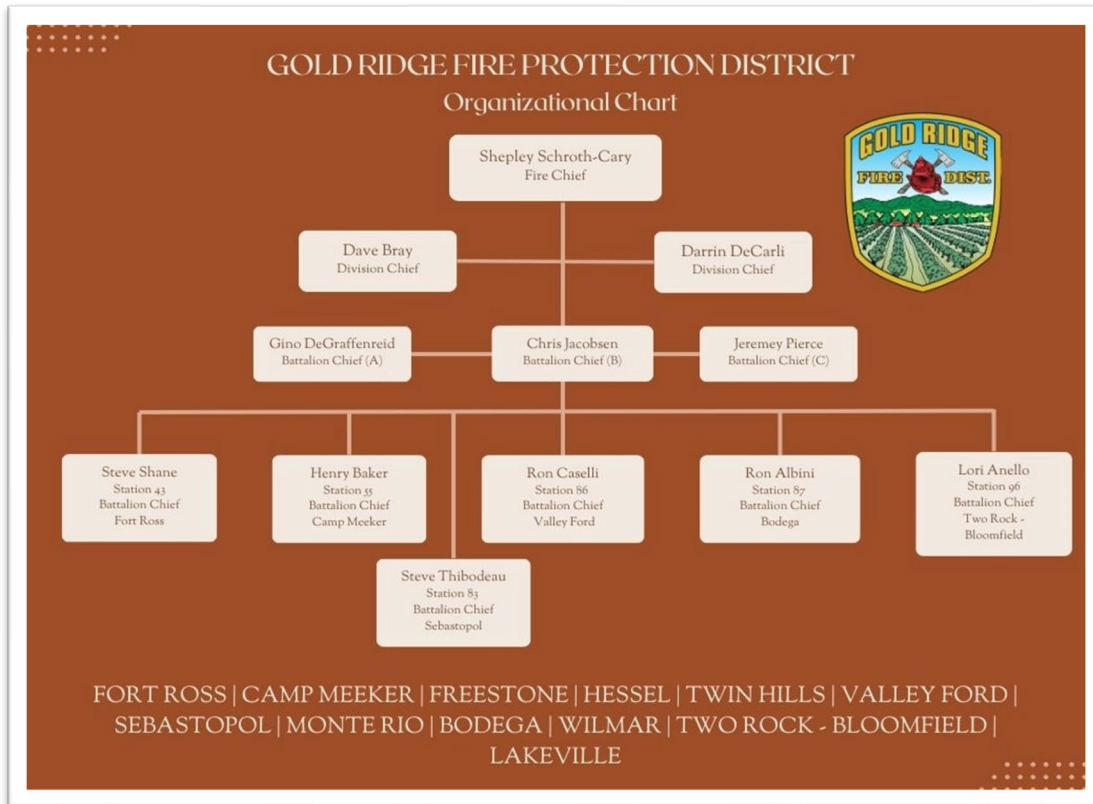 GOLD RIDGE FIRE PROTECTION DISTRICT
Organizational Chart
GOLD RIDGE
FIRE DIST.
Shepley Schroth-Cary
Fire Chief
Dave Bray
Division Chief
Darrin DeCarli
Division Chief
Gino DeGraffenreid
Battalion Chief (A)
Chris Jacobsen
Battalion Chief (B)
Jeremey Pierce
Battalion Chief (C)
Steve Shane
Station 43
Battalion Chief
Fort Ross
Henry Baker
Station 55
Battalion Chief
Camp Meeker
Ron Caselli
Station 86
Battalion Chief
Valley Ford
Ron Albini
Station 87
Battalion Chief
Bodega
Lori Anello
Station 96
Battalion Chief
Two Rock -
Bloomfield
Steve Thibodeau
Station 83
Battalion Chief
Sebastopol
FORT ROSS | CAMP MEEKER | FREESTONE | HESSEL | TWIN HILLS | VALLEY FORD |
SEBASTOPOL | MONTE RIO | BODEGA | WILMAR | TWO ROCK - BLOOMFIELD |
LAKEVILLE